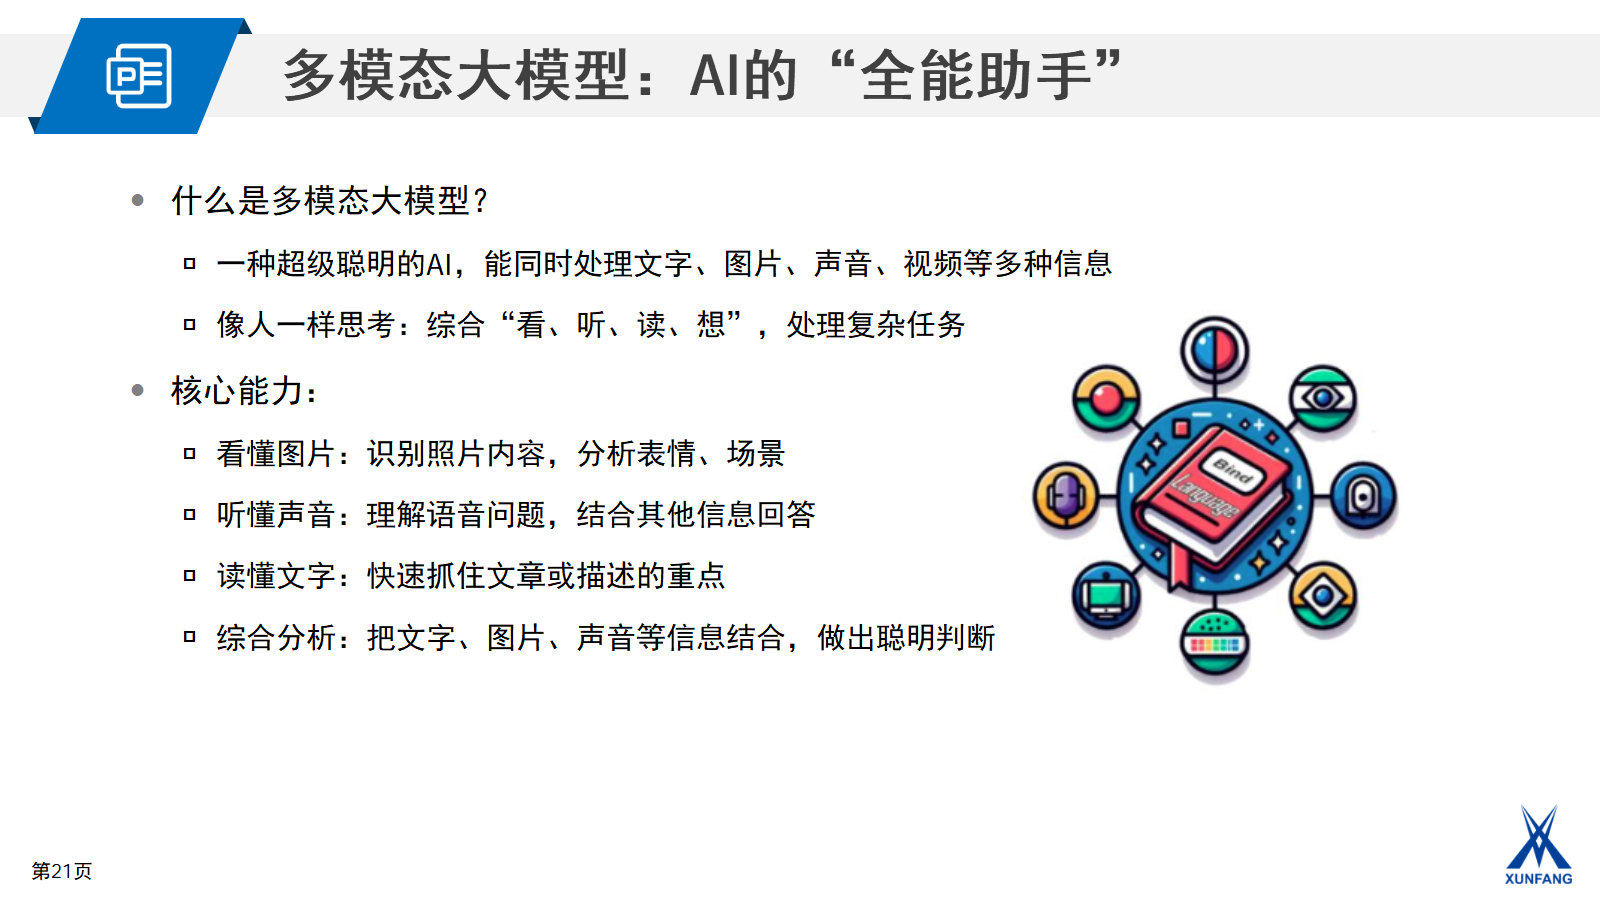 多模态大模型：AI的“全能助手”
什么是多模态大模型？
一种超级聪明的AI，能同时处理文字、图片、声音、视频等多种信息
像人一样思考：综合“看、听、读、想”，处理复杂任务
核心能力：
看懂图片：识别照片内容，分析表情、场景
听懂声音：理解语音问题，结合其他信息回答
读懂文字：快速抓住文章或描述的重点
综合分析：把文字、图片、声音等信息结合，做出聪明判断
Bind
Language
第21页
XUNFANG